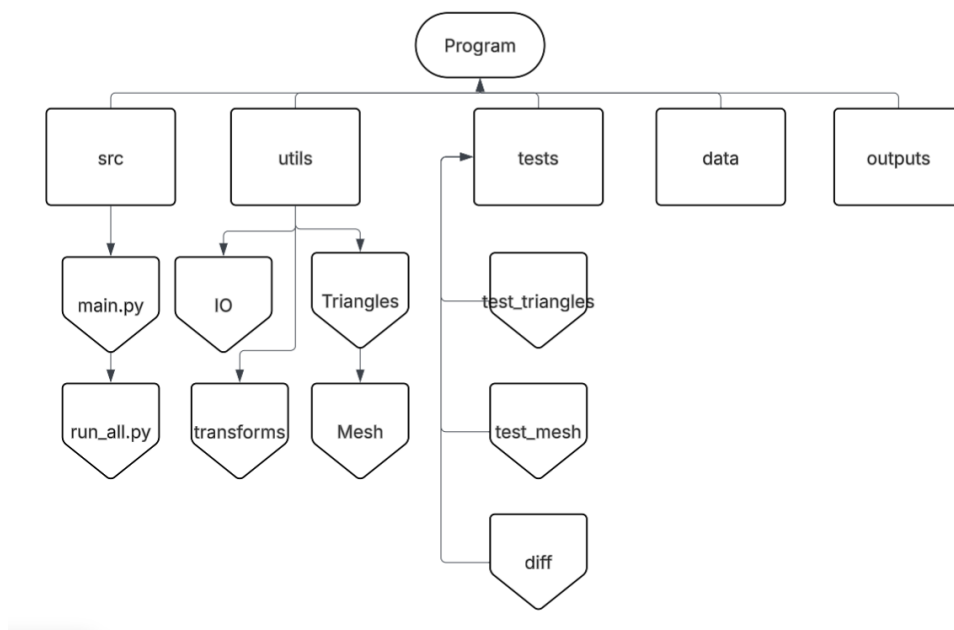 Program
src
utils
tests
data
outputs
main.py
IO
Triangles
test_triangles
run_all.py
transforms
Mesh
test_mesh
diff